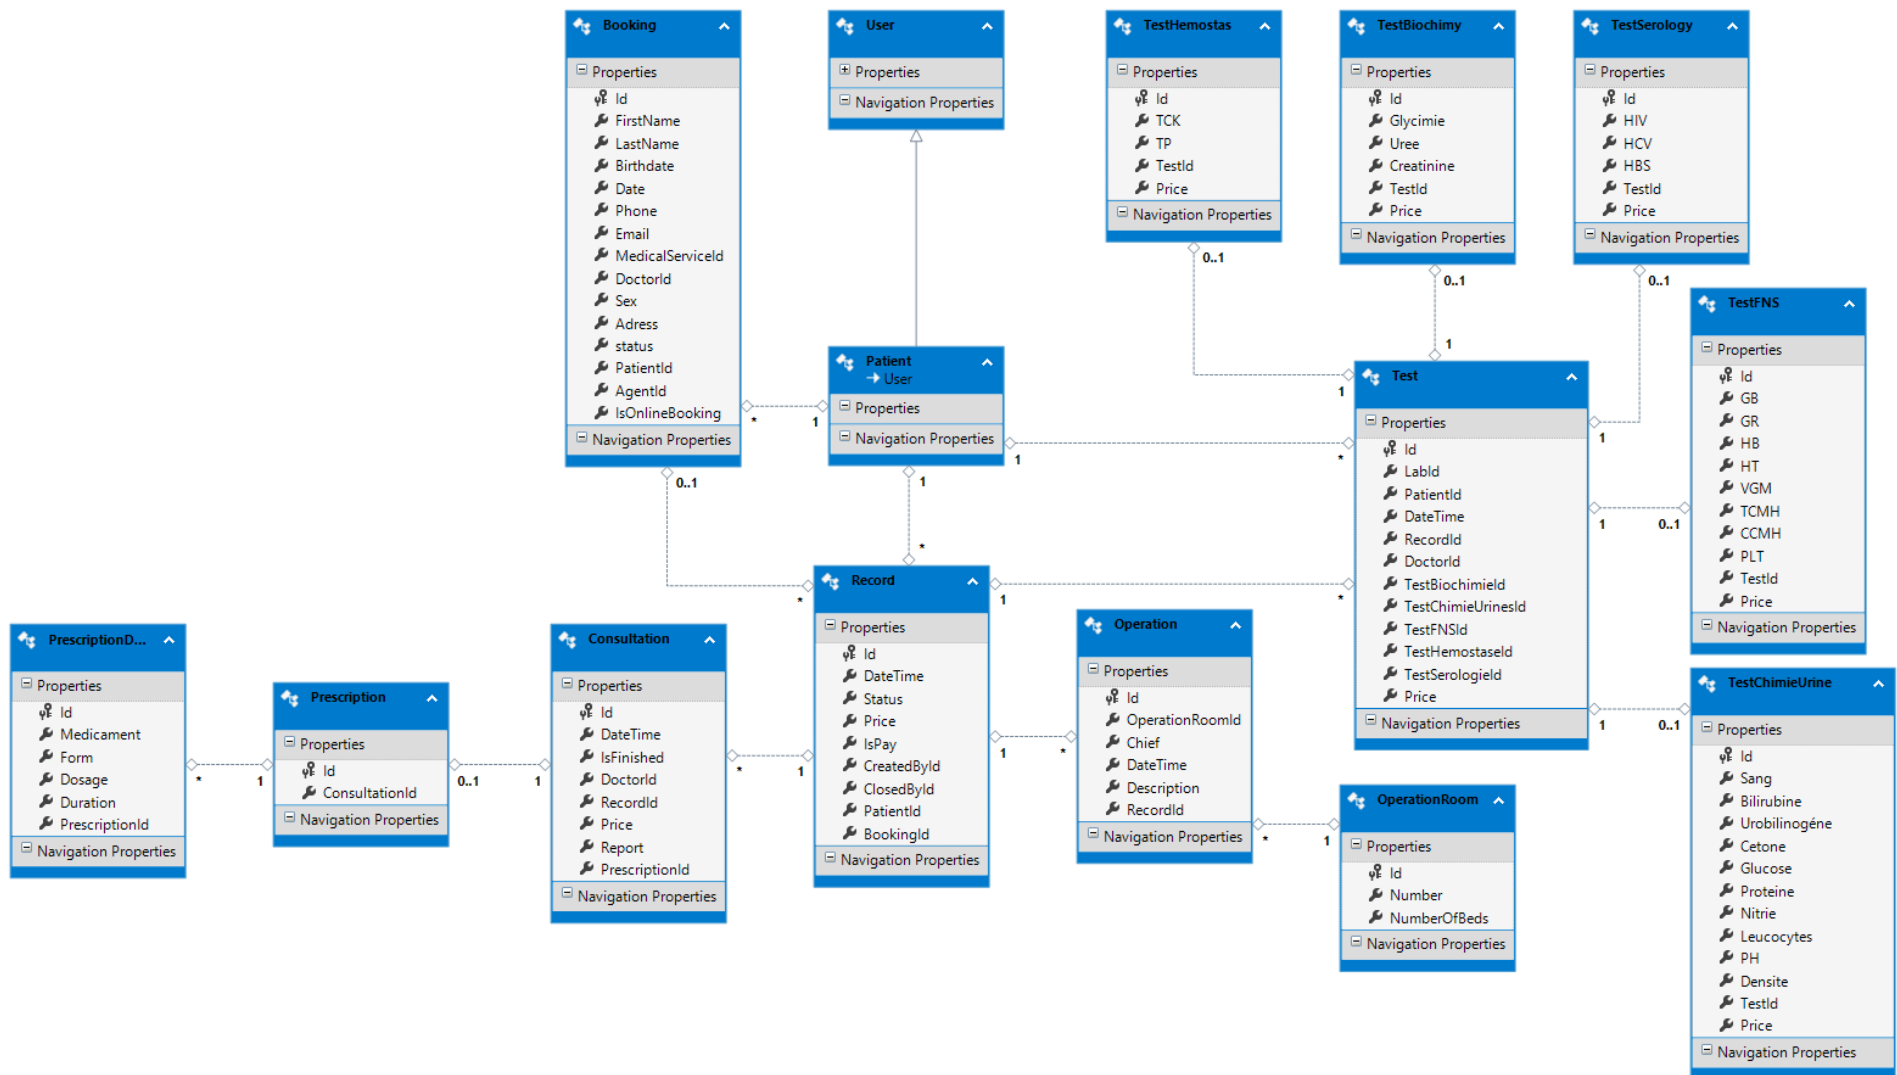 Booking
Properties
Id
FirstName
LastName
Birthdate
Date
Phone
Email
MedicalServiceId
DoctorId
Sex
Adress
status
PatientId
AgentId
IsOnlineBooking
Navigation Properties
User
Properties
Navigation Properties
TestHemostas
Properties
Id
TCK
TP
TestId
Price
Navigation Properties
TestBiochimy
Properties
Id
Glycimie
Uree
Creatinine
TestId
Price
Navigation Properties
TestSerology
Properties
Id
HIV
HCV
HBS
TestId
Price
Navigation Properties
0..1
0..1
0..1
TestFNS
Properties
Id
GB
GR
HB
HT
VGM
TCMH
CCMH
PLT
TestId
Price
Navigation Properties
Patient
User
Properties
Navigation Properties
* 1
1 *
0..1
1
*
*
1
1
1
Test
Properties
Id
LabId
PatientId
DateTime
RecordId
DoctorId
TestBiochimieId
TestChimieUrinesId
TestFNSId
TestHemostaseId
TestSerologieId
Price
Navigation Properties
1 0..1
1 0..1
Record
Properties
Id
DateTime
Status
Price
IsPay
CreatedById
ClosedById
PatientId
BookingId
Navigation Properties
1 *
1 *
Operation
Properties
Id
OperationRoomId
Chief
DateTime
Description
RecordId
Navigation Properties
* 1
OperationRoom
Properties
Id
Number
NumberOfBeds
Navigation Properties
PrescriptionD...
Properties
Id
Medicament
Form
Dosage
Duration
PrescriptionId
Navigation Properties
* 1
Prescription
Properties
Id
ConsultationId
Navigation Properties
0..1 1
Consultation
Properties
Id
DateTime
IsFinished
DoctorId
RecordId
Price
Report
PrescriptionId
Navigation Properties
* 1
TestChimieUrine
Properties
Id
Sang
Bilirubine
Urobilinogéne
Cetone
Glucose
Proteine
Nitrie
Leucocytes
PH
Densite
TestId
Price
Navigation Properties